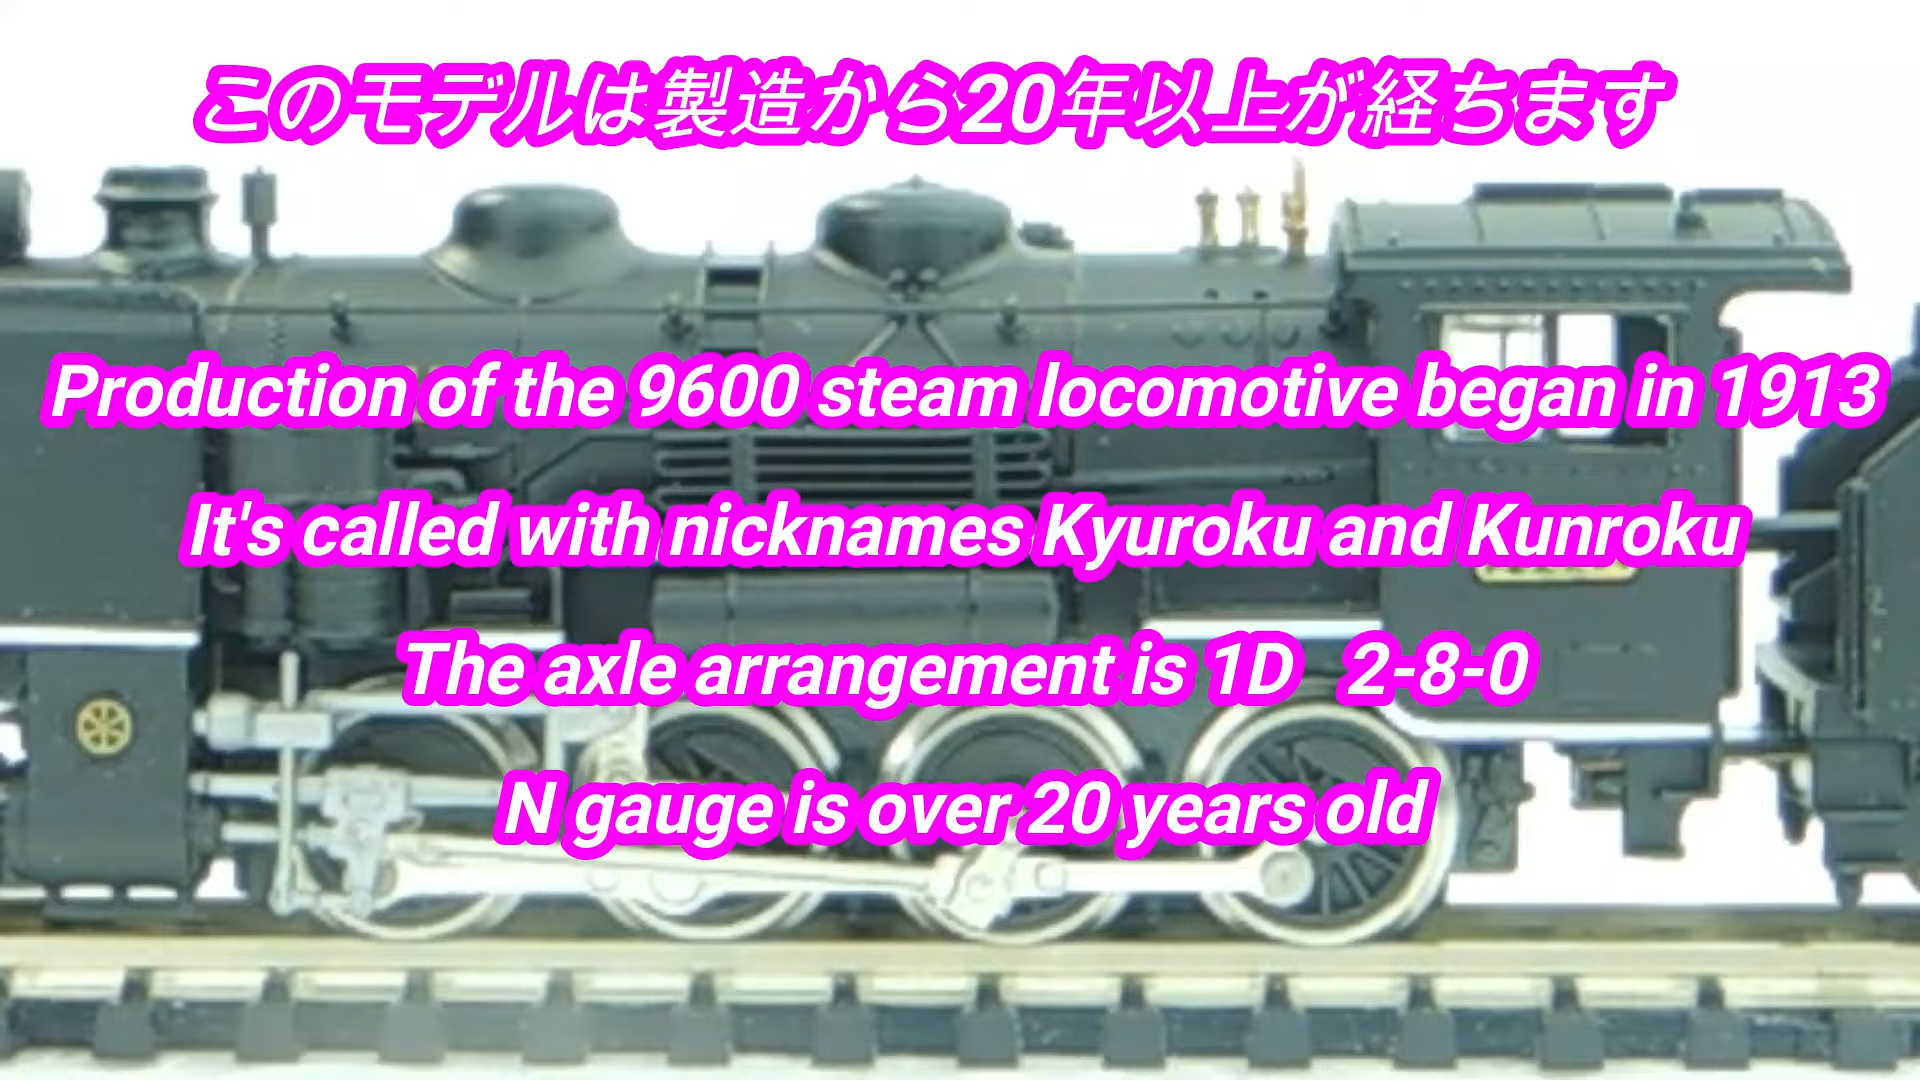 このモデルは製造から20年以上が経ちます
Production of the 9600 steam locomotive began in 1913
It's called with nicknames Kyuroku and Kunroku
The axle arrangement is 1D 2-8-0
N gauge is over 20 years old